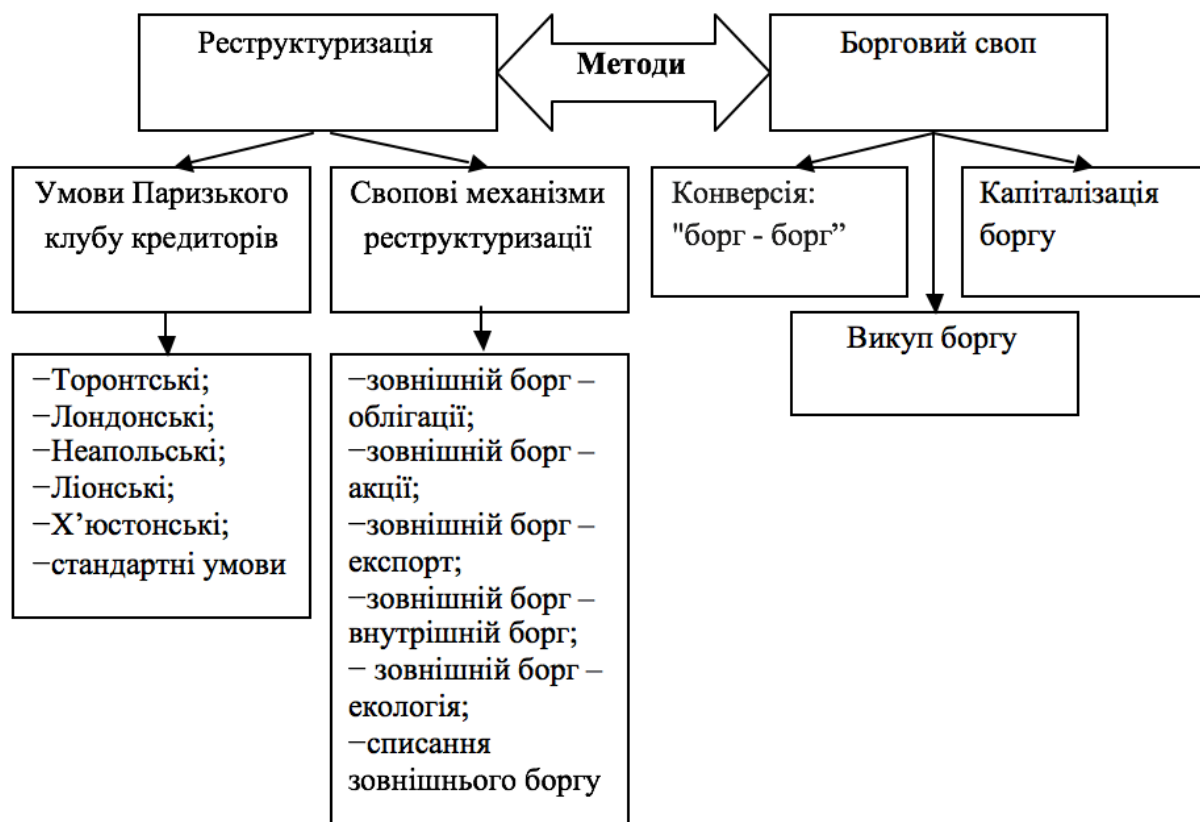 Реструктуризація
Методи
Борговий своп
Умови Паризького
клубу кредиторів
Свопові механізми
реструктуризації
Конверсія:
"борг - борг”
Капіталізація
боргу
Викуп боргу
−Торонтські;
−Лондонські;
−Неапольські;
−Ліонські;
−Х’юстонські;
−стандартні умови
−зовнішній борг –
облігації;
−зовнішній борг –
акції;
−зовнішній борг –
експорт;
−зовнішній борг –
внутрішній борг;
− зовнішній борг –
екологія;
−списання
зовнішнього боргу